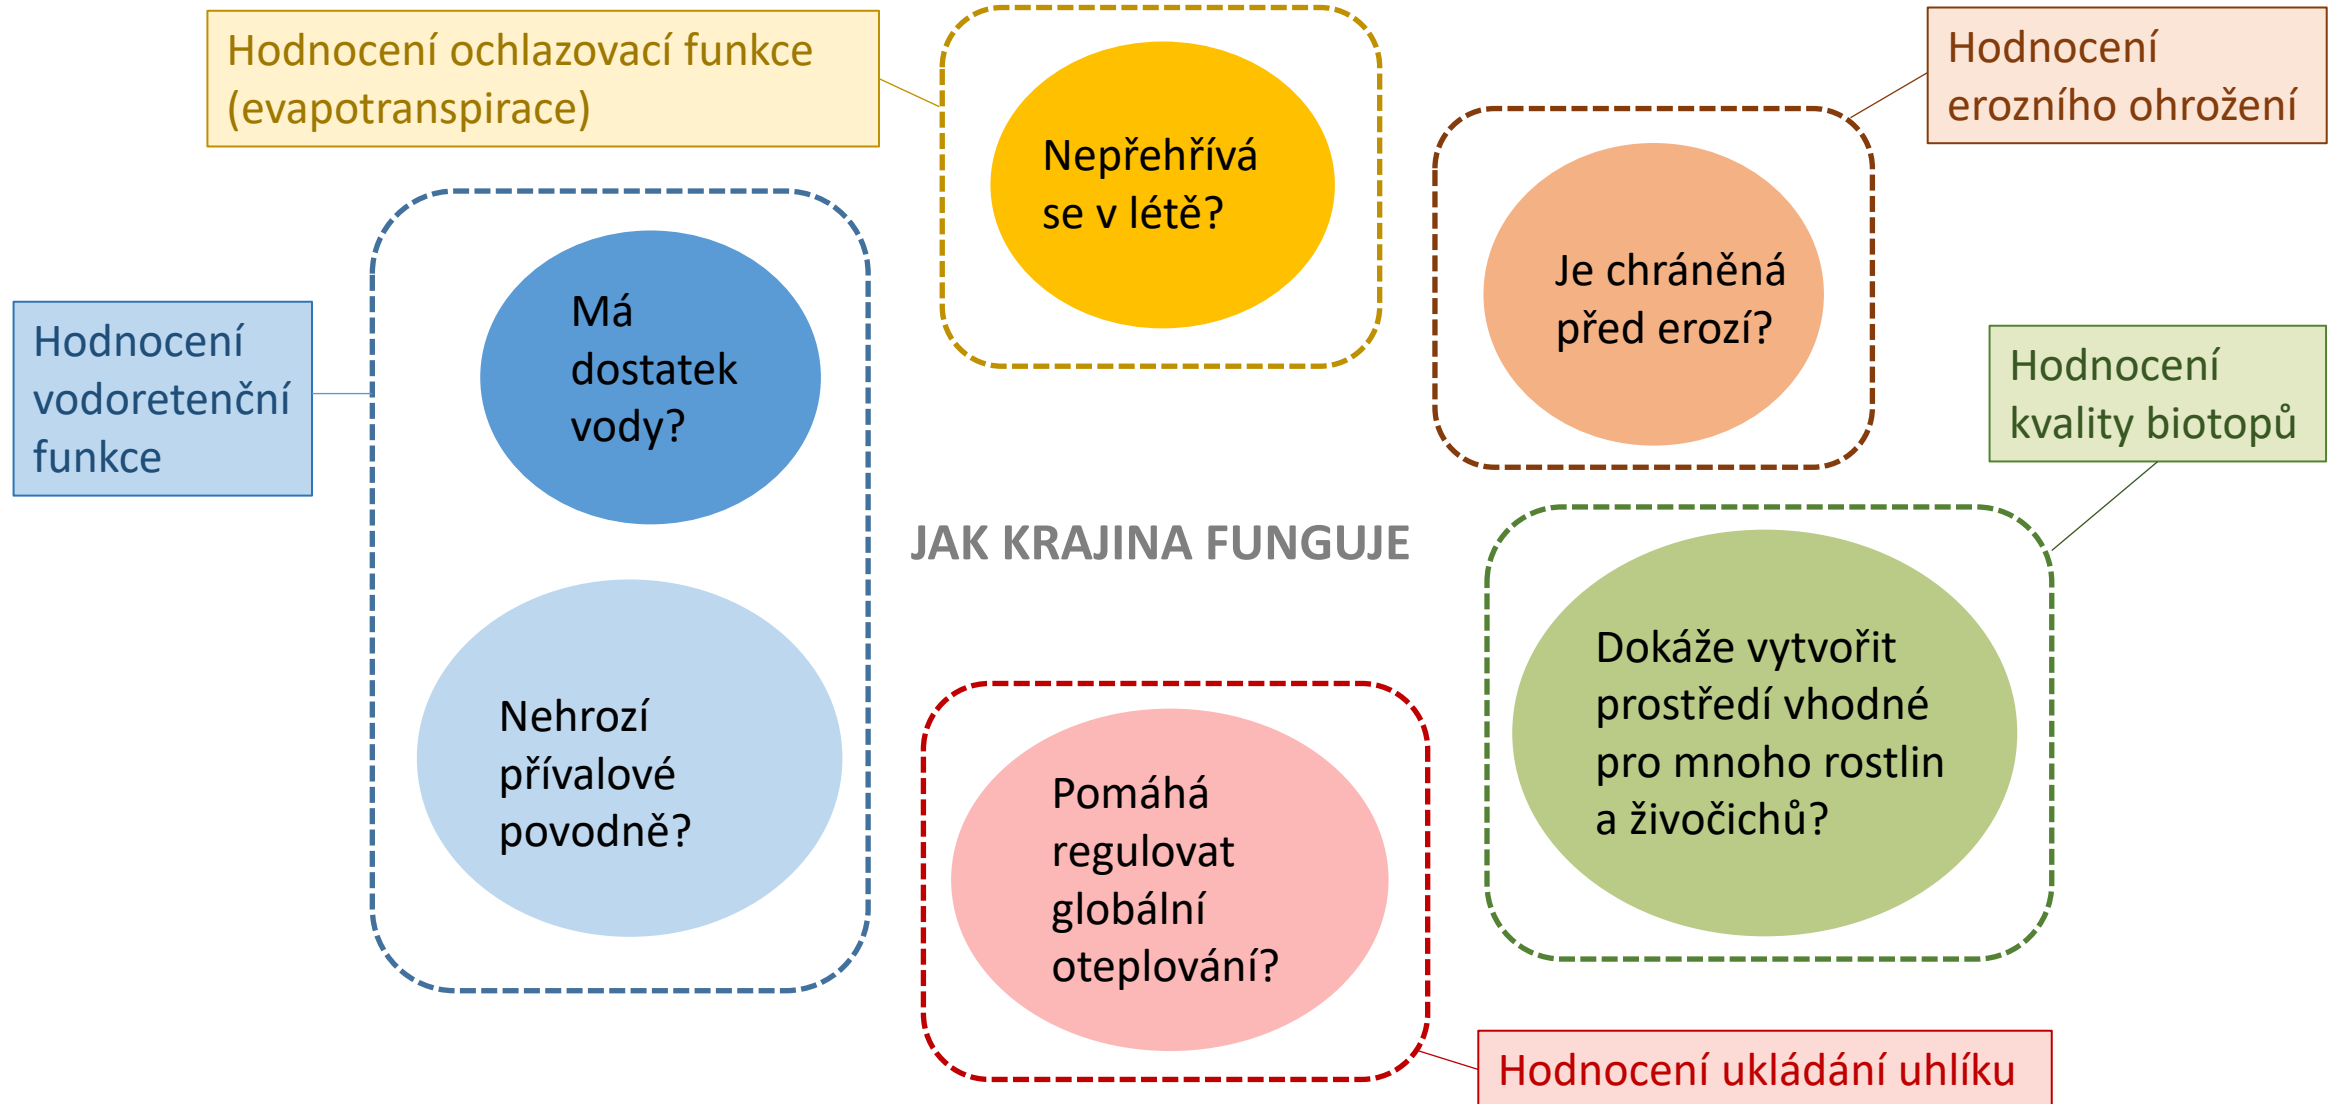 Hodnocení ochlazovací funkce
(evapotranspirace)
Nepřehřívá
se v létě?
Hodnocení
erozního ohrožení
Je chráněná
před erozí?
Hodnocení
vodoretenční
funkce
Má
dostatek
vody?
Hodnocení
kvality biotopů
JAK KRAJINA FUNGUJE
Nehrozí
přívalové
povodně?
Dokáže vytvořit
prostředí vhodné
pro mnoho rostlin
a živočichů?
Pomáhá
regulovat
globální
oteplování?
Hodnocení ukládání uhlíku